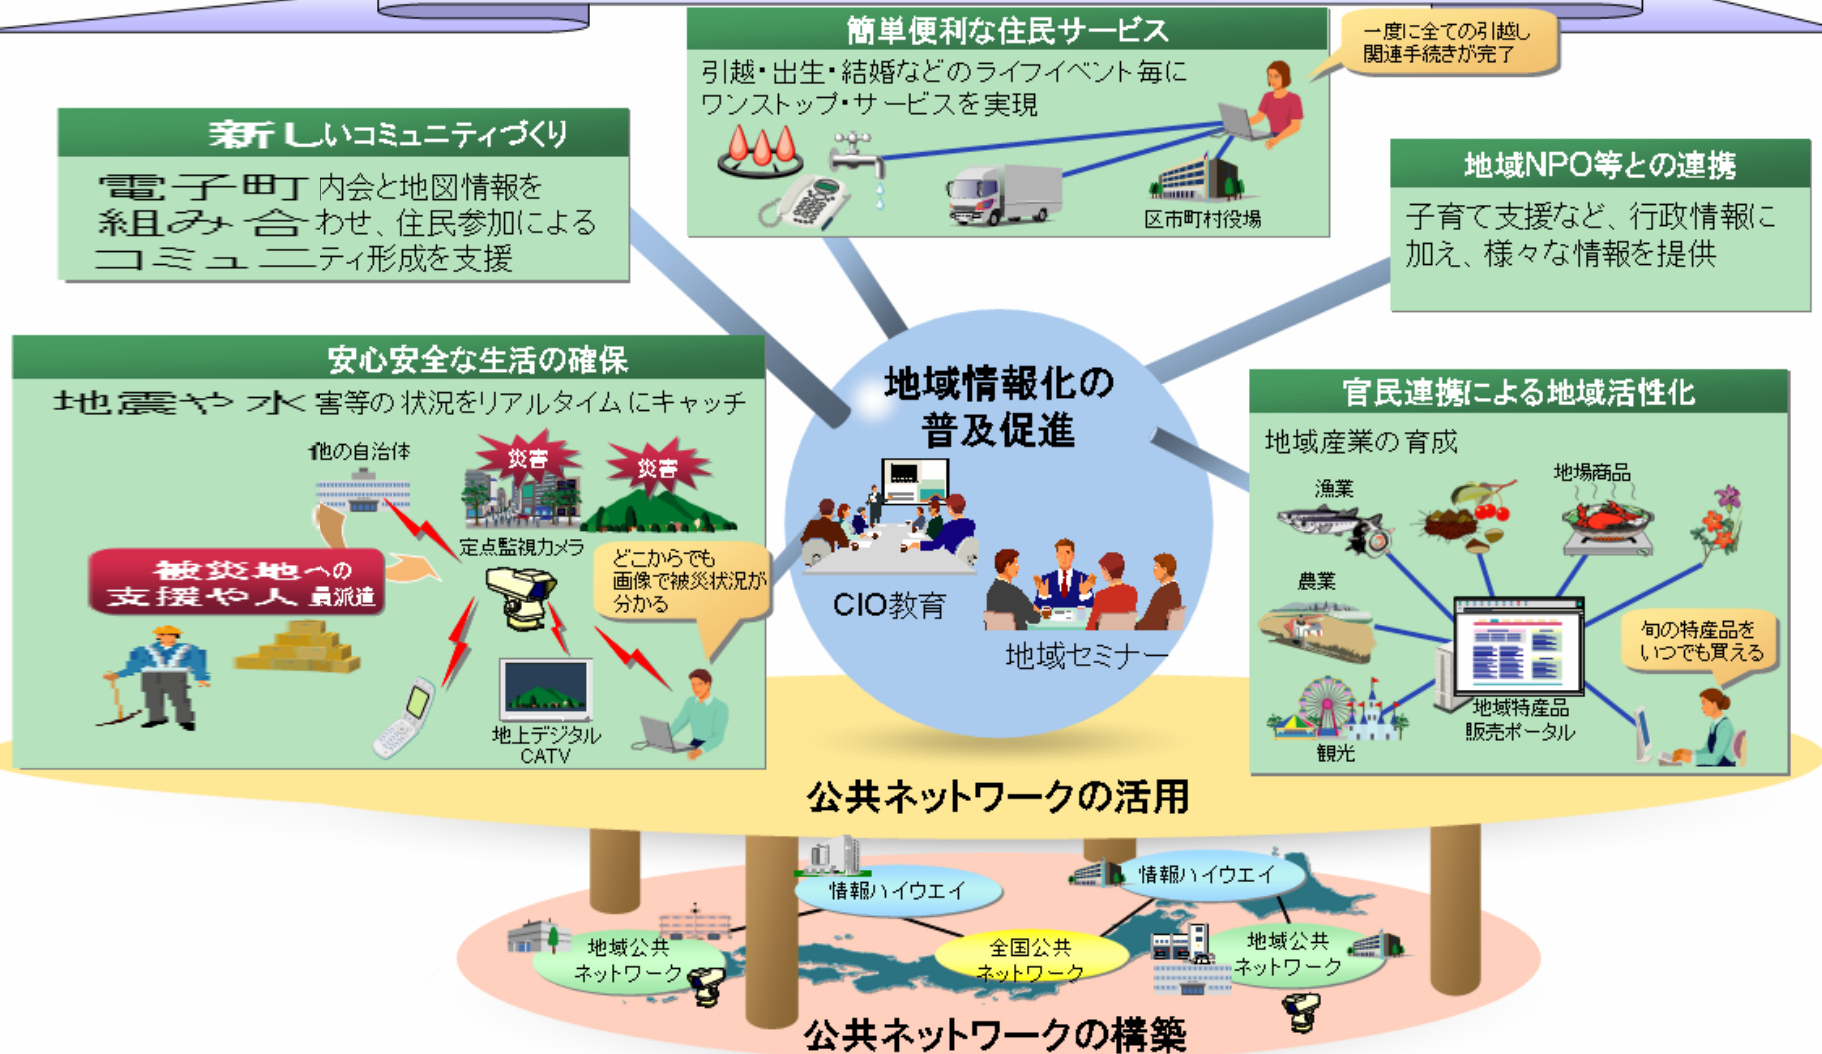 簡単便利な住民サービス
引越・出生・結婚などのライフイベント毎に
ワンストップ・サービスを実現
区市町村役場
一度に全ての引越し
関連手続きが完了
新しいコミュニティづくり
電子町内会と地図情報を
組み合わせ、住民参加による
コミュニティ形成を支援
地域NPO等との連携
子育て支援など、行政情報に
加え、様々な情報を提供
安心安全な生活の確保
地震や水害等の状況をリアルタイムにキャッチ
他の自治体
災害
災害
定点監視カメラ
被災地への
支援や人員派遣
どこからでも
画像で被災状況が
分かる
地上デジタル
CATV
地域情報化の
普及促進
CIO教育
地域セミナー
官民連携による地域活性化
地域産業の育成
漁業
地場商品
農業
観光
地域特産品
販売ポータル
旬の特産品を
いつでも買える
公共ネットワークの活用
情報ハイウエイ
情報ハイウエイ
地域公共
ネットワーク
全国公共
ネットワーク
地域公共
ネットワーク
公共ネットワークの構築